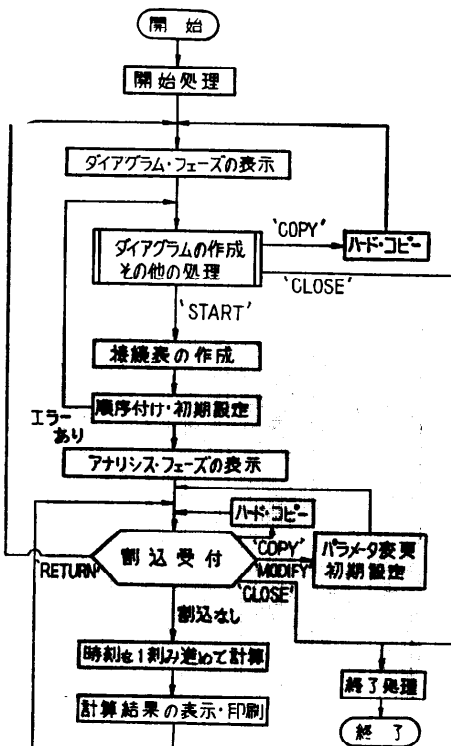 開始
開始処理
ダイアグラム・フェーズの表示
'COPY'
ダイアグラムの作成
その他の処理
ハード・コピー
'CLOSE'
'START'
接続表の作成
順序付け・初期設定
エラー
あり
アナリシス・フェーズの表示
ハード・コピー
割込受付
'COPY'
'MODIFY'
パラメータ変更
初期設定
'RETURN'
'CLOSE'
割込なし
時刻を1刻み進めて計算
終了処理
計算結果の表示・印刷
終了